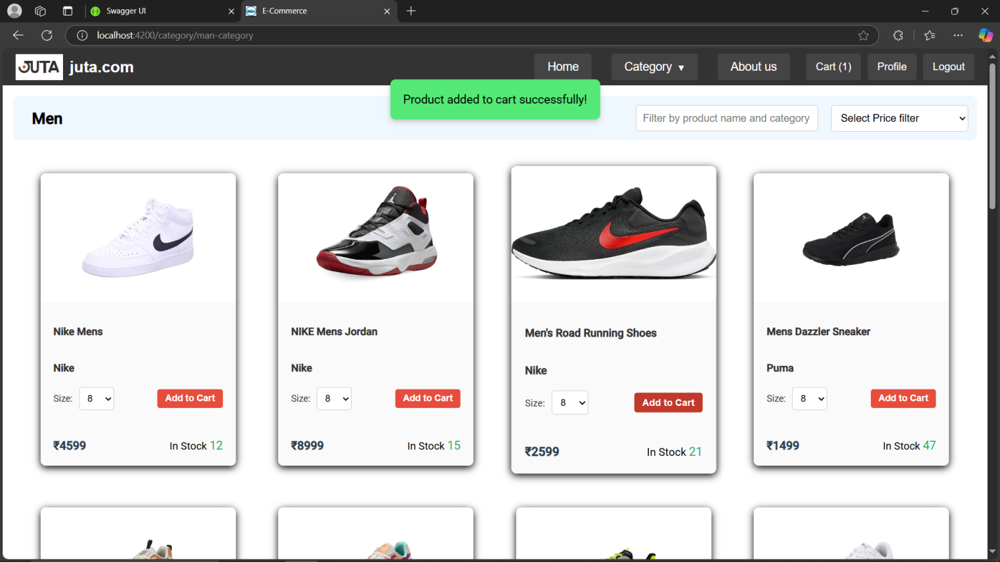 Swagger UI
E-Commerce
localhost:4200/category/man-category
JUTA juta.com
Home
Category ▼
About us
Cart (1)
Profile
Logout
Product added to cart successfully!
Men
Filter by product name and category
Select Price filter
Nike Mens
Nike
Size: 8
Add to Cart
₹4599
In Stock 12
NIKE Mens Jordan
Nike
Size: 8
Add to Cart
₹8999
In Stock 15
Men's Road Running Shoes
Nike
Size: 8
Add to Cart
₹2599
In Stock 21
Mens Dazzler Sneaker
Puma
Size: 8
Add to Cart
₹1499
In Stock 47